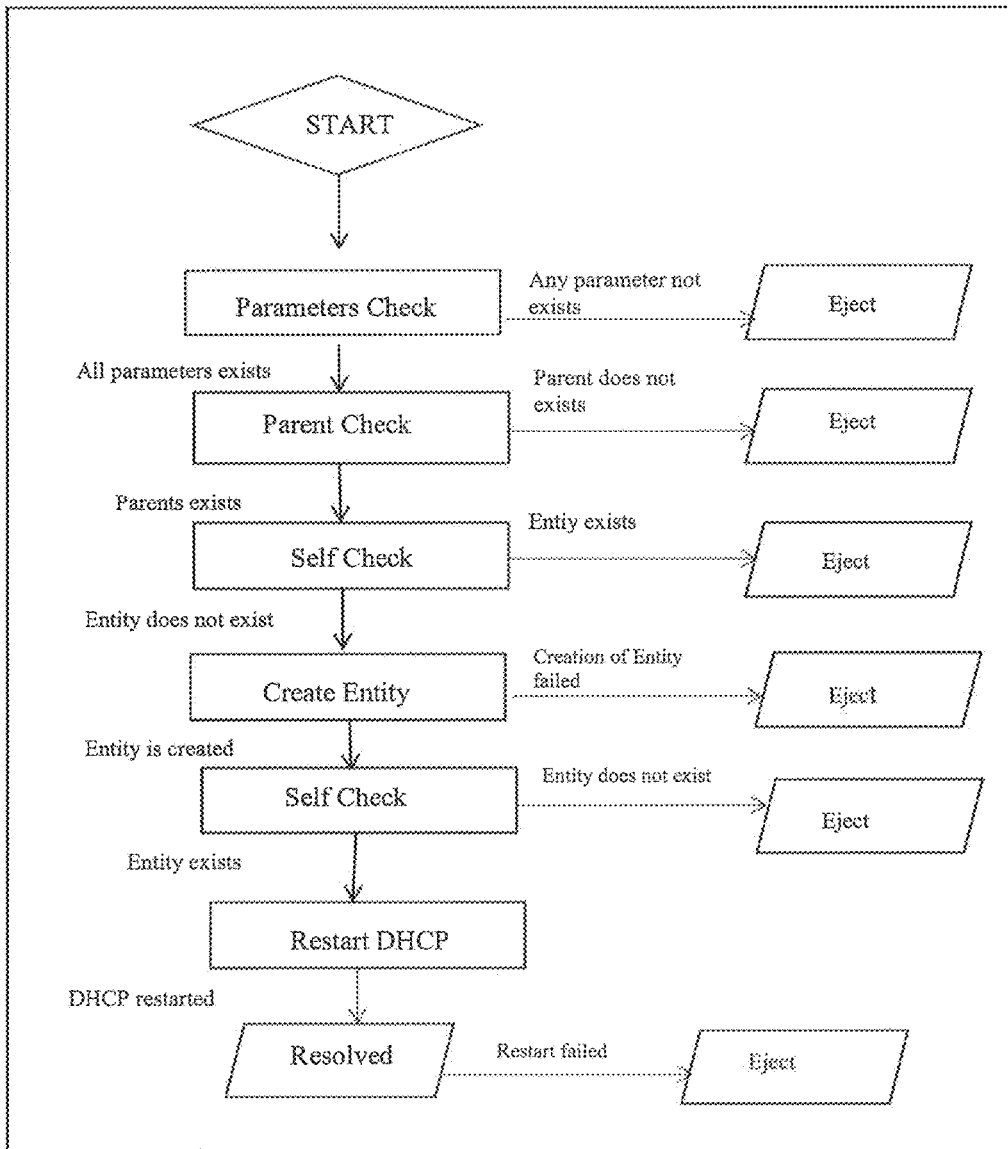 START
Any parameter not
exists
Parameters Check
Eject
All parameters exists
Parent does not
exists
Parent Check
Eject
Parents exists
Entiy exists
Self Check
Eject
Entity does not exist
Creation of Entity
failed
Create Entity
Eject
Entity is created
Entity does not exist
Self Check
Eject
Entity exists
Restart DHCP
DHCP restarted
Resolved
Restart failed
Eject